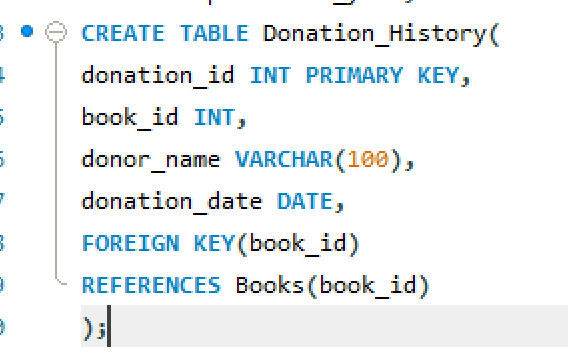 CREATE TABLE Donation_History(
donation_id INT PRIMARY KEY,
book_id INT,
donor_name VARCHAR(100),
donation_date DATE,
FOREIGN KEY(book_id)
REFERENCES Books(book_id)
);